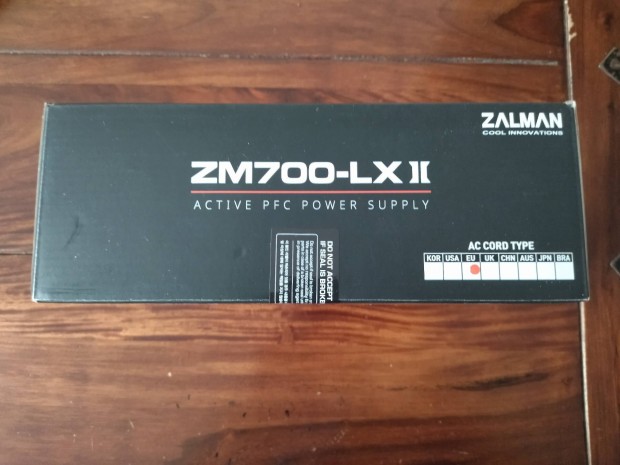 ZALMAN
COOL INNOVATIONS
ZM700-LX II
ACTIVE PFC POWER SUPPLY
AC CORD TYPE
KOR USA EU UK CHN AUS JPN BRA
DO NOT ACCEPT
IF SEAL IS BROKE